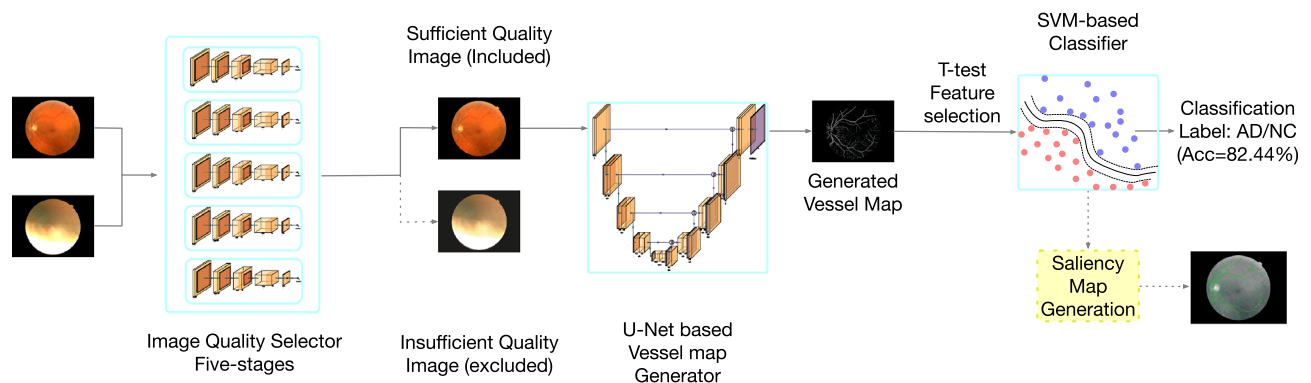 Sufficient Quality
Image (Included)
SVM-based
Classifier
T-test
Feature
selection
Classification
Label: AD/NC
(Acc=82.44%)
Generated
Vessel Map
Saliency
Map
Generation
Image Quality Selector
Five-stages
Insufficient Quality
Image (excluded)
U-Net based
Vessel map
Generator